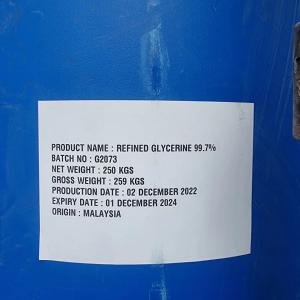 PRODUCT NAME : REFINED GLYCERINE 99.7%
BATCH NO : G2073
NET WEIGHT : 250 KGS
GROSS WEIGHT : 259 KGS
PRODUCTION DATE : 02 DECEMBER 2022
EXPIRY DATE : 01 DECEMBER 2024
ORIGIN : MALAYSIA